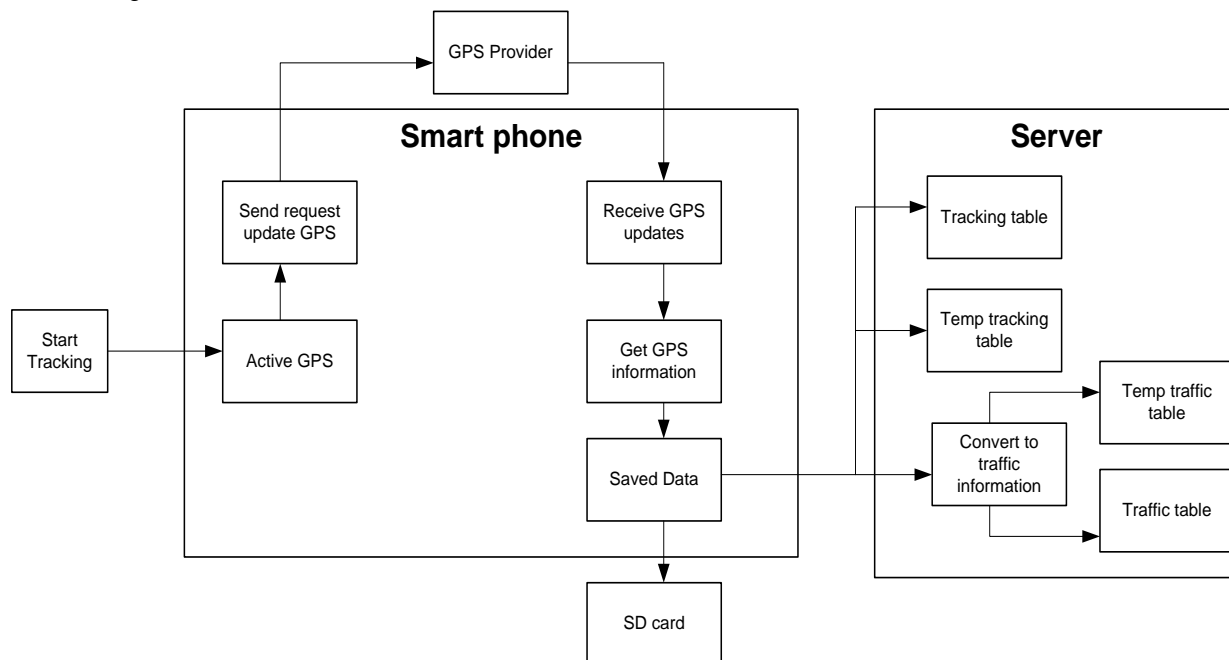 GPS Provider
Smart phone
Server
Send request
update GPS
Receive GPS
updates
Tracking table
Start
Tracking
Active GPS
Get GPS
information
Temp tracking
table
Temp traffic
table
Saved Data
Convert to
traffic
information
Traffic table
SD card